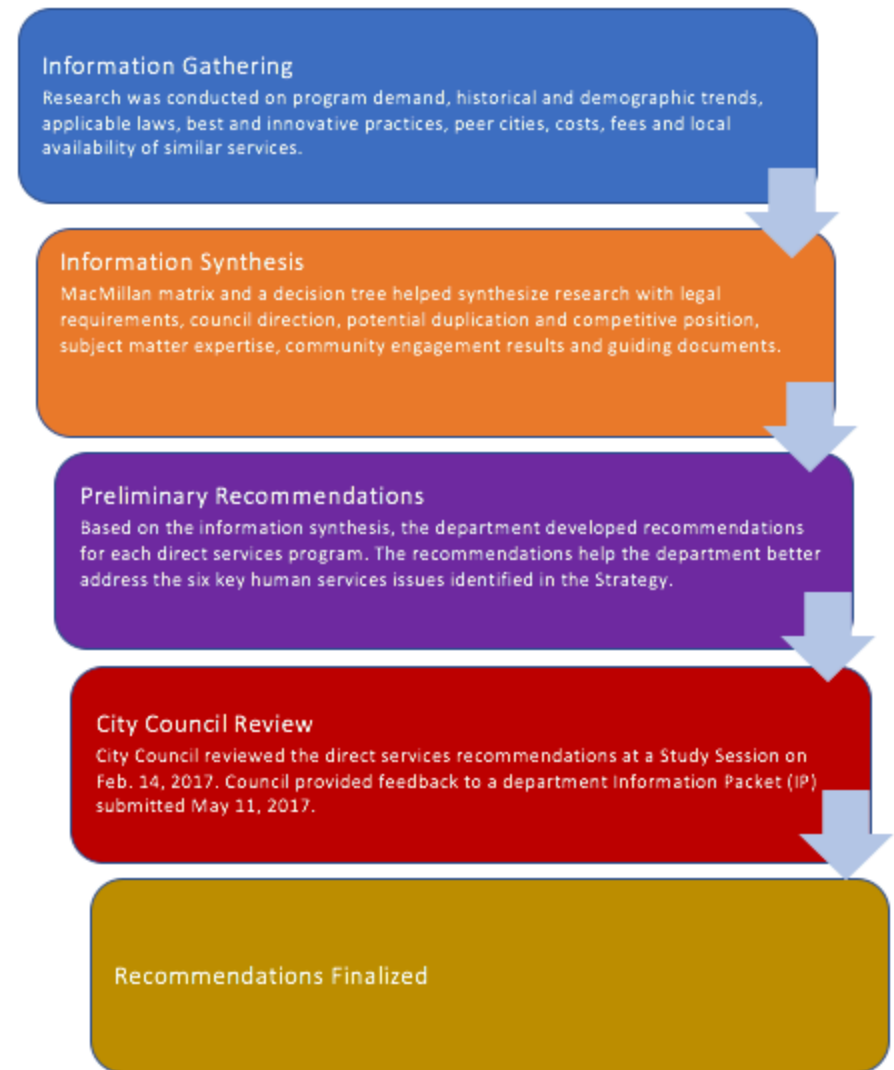 Information Gathering
Research was conducted on program demand, historical and demographic trends,
applicable laws, best and innovative practices, peer cities, costs, fees and local
availability of similar services.
Information Synthesis
MacMillan matrix and a decision tree helped synthesize research with legal
requirements, council direction, potential duplication and competitive position,
subject matter expertise, community engagement results and guiding documents.
Preliminary Recommendations
Based on the information synthesis, the department developed recommendations
for each direct services program. The recommendations help the department better
address the six key human services issues identified in the Strategy.
City Council Review
City Council reviewed the direct services recommendations at a Study Session on
Feb. 14, 2017. Council provided feedback to a department Information Packet (IP)
submitted May 11, 2017.
Recommendations Finalized